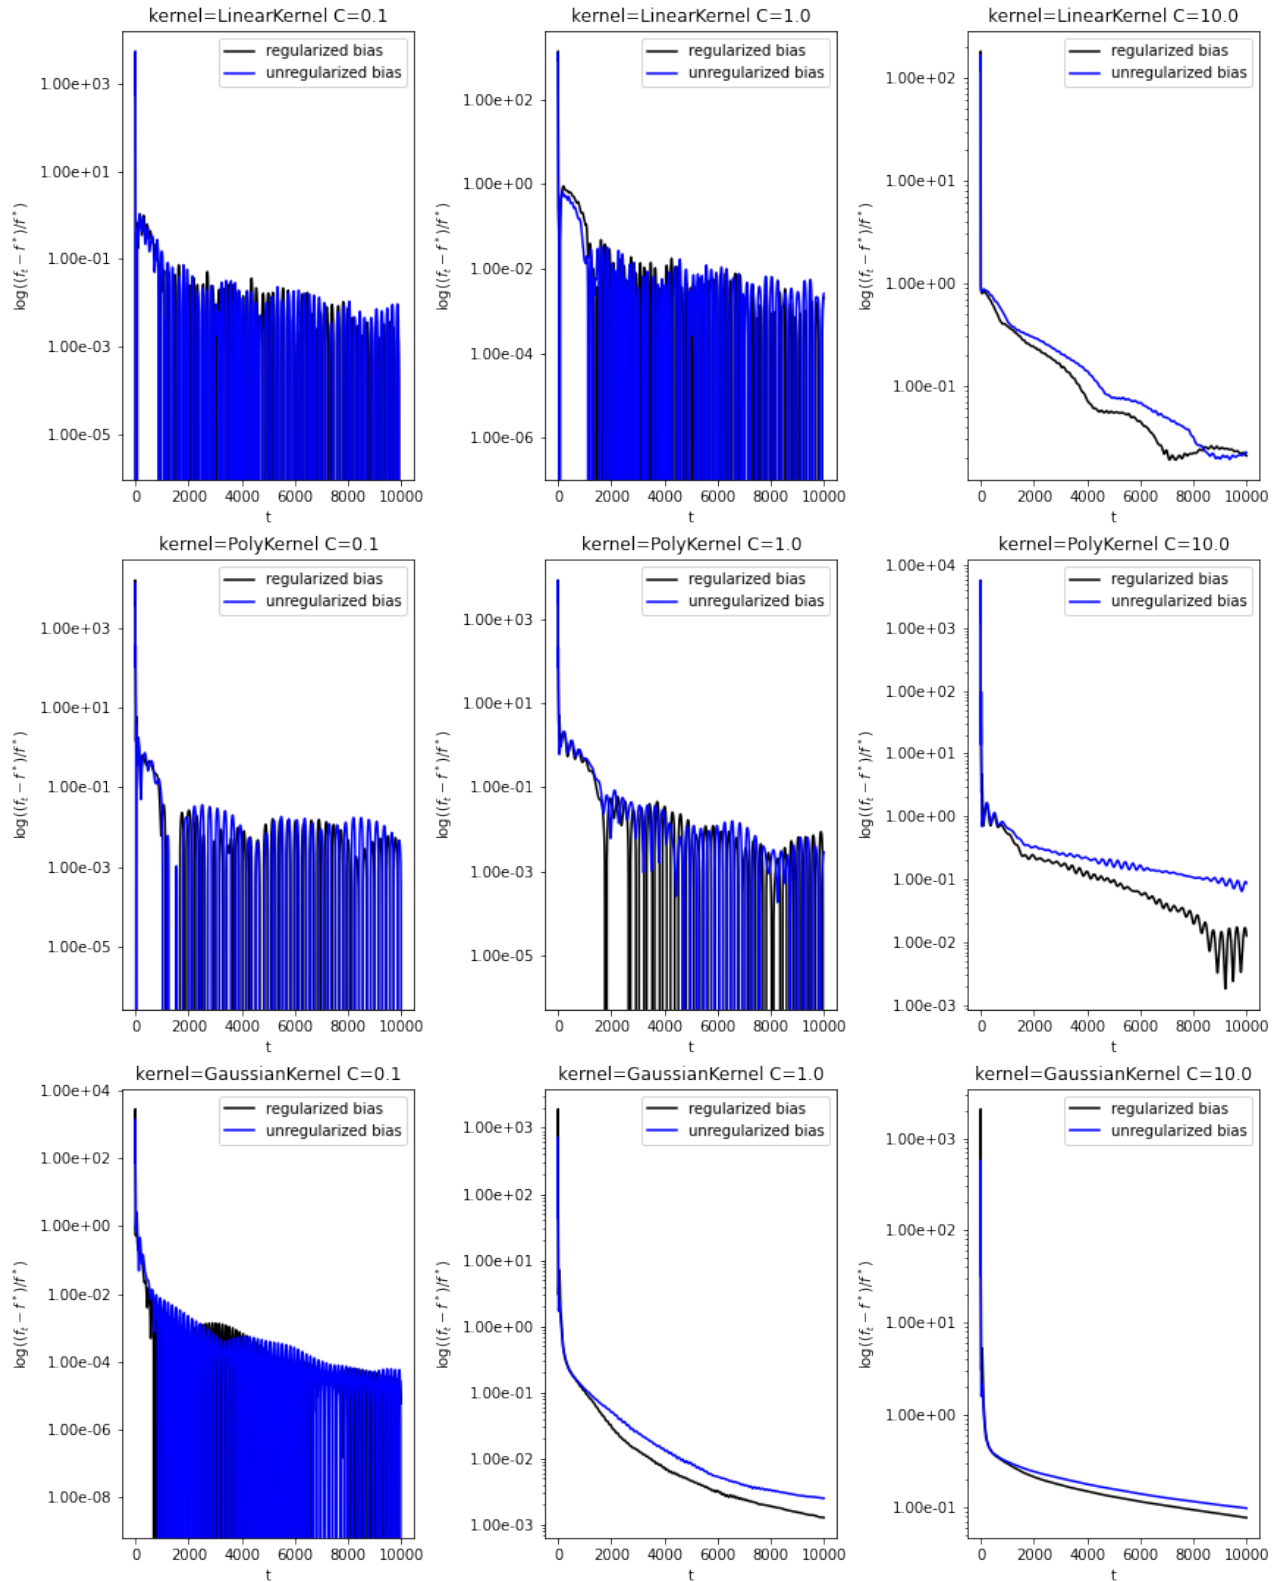 kernel=LinearKernel C=0.1
regularized bias
unregularized bias
1.00e+03
1.00e+01
1.00e-01
1.00e-03
1.00e-05
log((f_t − f*)/f*)
0 2000 4000 6000 8000 10000
t
kernel=LinearKernel C=1.0
regularized bias
unregularized bias
1.00e+02
1.00e+00
1.00e-02
1.00e-04
1.00e-06
log((f_t − f*)/f*)
0 2000 4000 6000 8000 10000
t
kernel=LinearKernel C=10.0
regularized bias
unregularized bias
1.00e+02
1.00e+01
1.00e+00
1.00e-01
log((f_t − f*)/f*)
0 2000 4000 6000 8000 10000
t
kernel=PolyKernel C=0.1
regularized bias
unregularized bias
1.00e+03
1.00e+01
1.00e-01
1.00e-03
1.00e-05
log((f_t − f*)/f*)
0 2000 4000 6000 8000 10000
t
kernel=PolyKernel C=1.0
regularized bias
unregularized bias
1.00e+03
1.00e+01
1.00e-01
1.00e-03
1.00e-05
log((f_t − f*)/f*)
0 2000 4000 6000 8000 10000
t
kernel=PolyKernel C=10.0
regularized bias
unregularized bias
1.00e+04
1.00e+03
1.00e+02
1.00e+01
1.00e+00
1.00e-01
1.00e-02
1.00e-03
log((f_t − f*)/f*)
0 2000 4000 6000 8000 10000
t
kernel=GaussianKernel C=0.1
regularized bias
unregularized bias
1.00e+04
1.00e+02
1.00e+00
1.00e-02
1.00e-04
1.00e-06
1.00e-08
log((f_t − f*)/f*)
0 2000 4000 6000 8000 10000
t
kernel=GaussianKernel C=1.0
regularized bias
unregularized bias
1.00e+03
1.00e+02
1.00e+01
1.00e+00
1.00e-01
1.00e-02
1.00e-03
log((f_t − f*)/f*)
0 2000 4000 6000 8000 10000
t
kernel=GaussianKernel C=10.0
regularized bias
unregularized bias
1.00e+03
1.00e+02
1.00e+01
1.00e+00
1.00e-01
log((f_t − f*)/f*)
0 2000 4000 6000 8000 10000
t